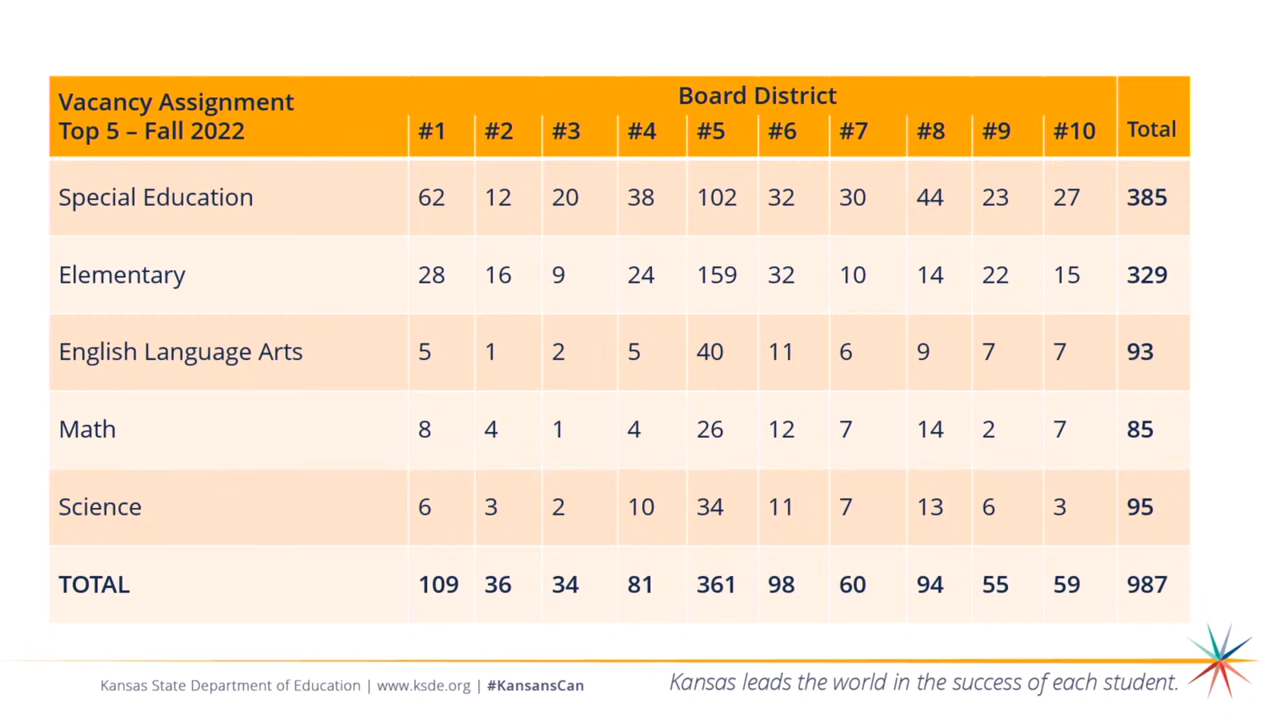 Vacancy Assignment
Top 5 – Fall 2022
Board District
#1 #2 #3 #4 #5 #6 #7 #8 #9 #10 Total
Special Education 62 12 20 38 102 32 30 44 23 27 385
Elementary 28 16 9 24 159 32 10 14 22 15 329
English Language Arts 5 1 2 5 40 11 6 9 7 7 93
Math 8 4 1 4 26 12 7 14 2 7 85
Science 6 3 2 10 34 11 7 13 6 3 95
TOTAL 109 36 34 81 361 98 60 94 55 59 987
Kansas State Department of Education | www.ksde.org | #KansansCan
Kansas leads the world in the success of each student.